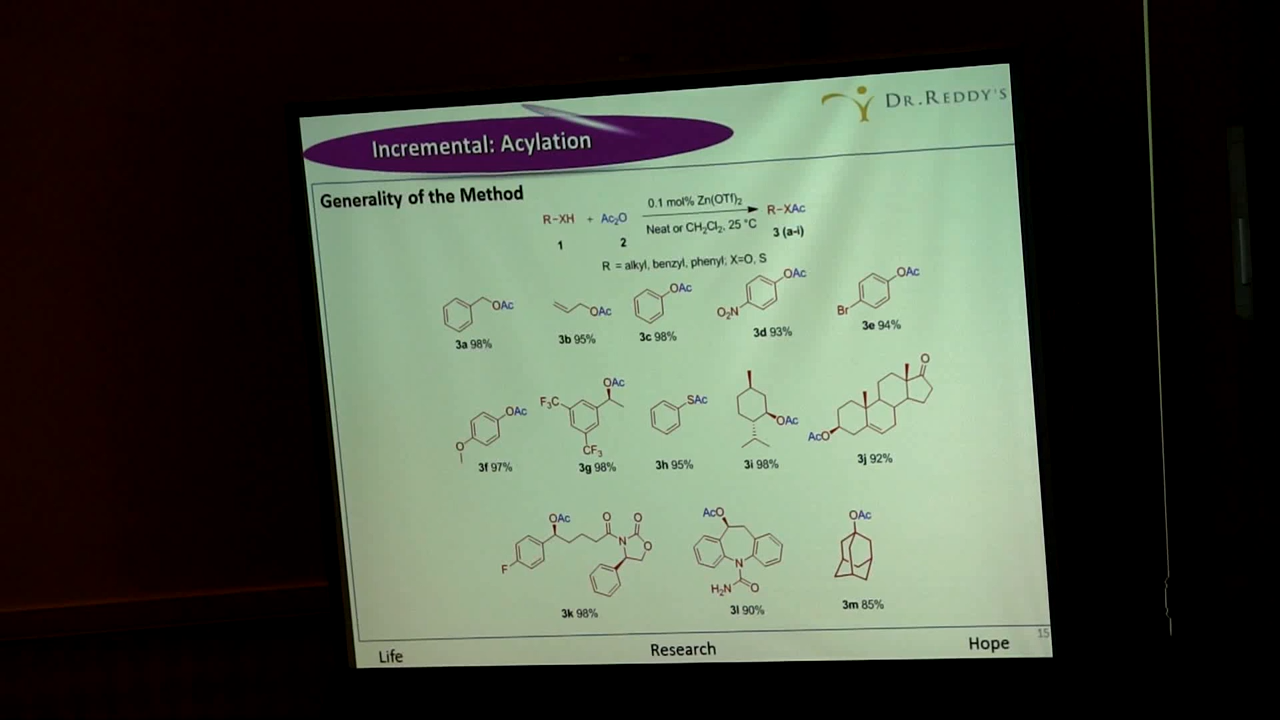 DR.REDDY'S
Incremental: Acylation
Generality of the Method
R-XH + Ac2O
0.1 mol% Zn(OTf)2
Neat or CH2Cl2, 25 °C
R-XAc
1
2
3 (a-i)
R = alkyl, benzyl, phenyl; X=O, S
OAc
OAc
OAc
O2N
OAc
Br
OAc
3a 98%
3b 95%
3c 98%
3d 93%
3e 94%
O
OAc
F3C
OAc
CF3
SAc
OAc
AcO
O
3f 97%
3g 98%
3h 95%
3i 98%
3j 92%
OAc
O
O
N
O
F
AcO
N
H2N
O
OAc
3k 98%
3l 90%
3m 85%
15
Life
Research
Hope